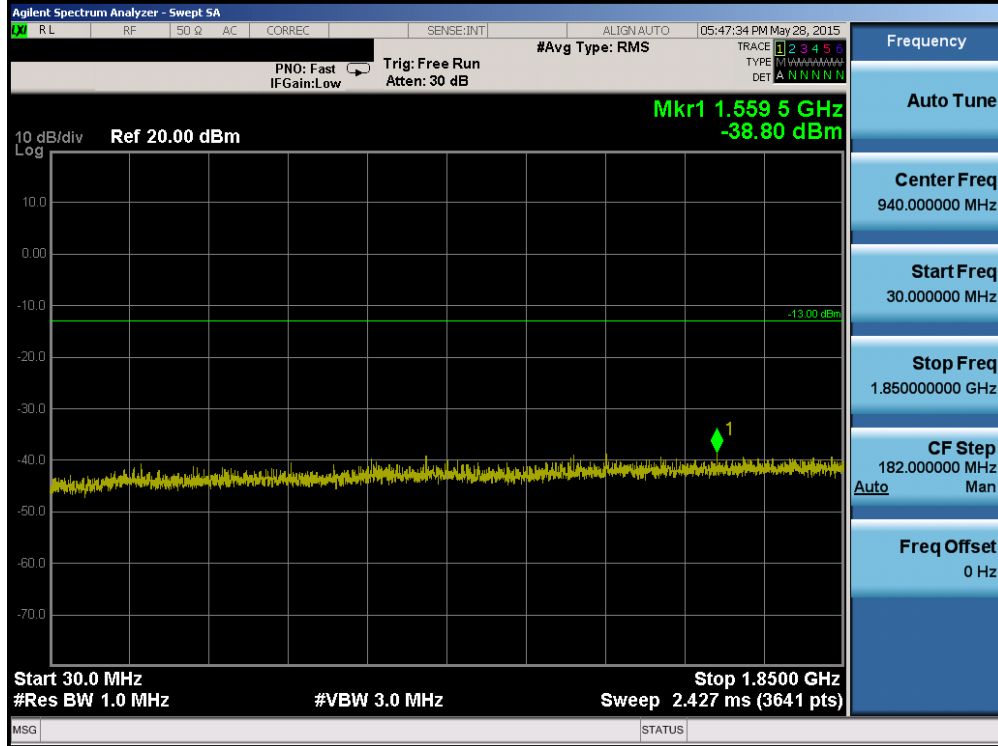 Agilent Spectrum Analyzer - Swept SA
LXI RL RF 50 Ω AC CORREC SENSE:INT ALIGN AUTO 05:47:34 PM May 28, 2015
#Avg Type: RMS
TRACE 1 2 3 4 5 6
TYPE M
DET A N N N N N
PNO: Fast
IFGain:Low
Trig: Free Run
Atten: 30 dB
Mkr1 1.559 5 GHz
-38.80 dBm
10 dB/div Ref 20.00 dBm
Log
10.0
0.00
-10.0
-13.00 dBm
-20.0
-30.0
1
-40.0
-50.0
-60.0
-70.0
Start 30.0 MHz Stop 1.8500 GHz
#Res BW 1.0 MHz #VBW 3.0 MHz Sweep 2.427 ms (3641 pts)
MSG STATUS
Frequency
Auto Tune
Center Freq
940.000000 MHz
Start Freq
30.000000 MHz
Stop Freq
1.850000000 GHz
CF Step
182.000000 MHz
Auto Man
Freq Offset
0 Hz